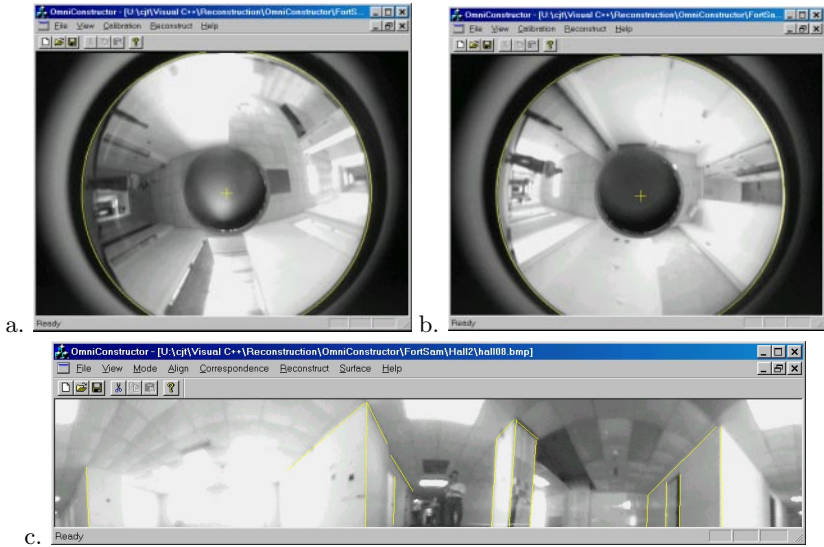 OmniConstructor - [U:\cjt\Visual C++\Reconstruction\OmniConstructor\FortS...
File View Calibration Reconstruct Help
Ready
a.
OmniConstructor - [U:\cjt\Visual C++\Reconstruction\OmniConstructor\FortSa...
File View Calibration Reconstruct Help
Ready
b.
OmniConstructor - [U:\cjt\Visual C++\Reconstruction\OmniConstructor\FortSam\Hall2\hall08.bmp]
File View Mode Align Correspondence Reconstruct Surface Help
Ready
c.